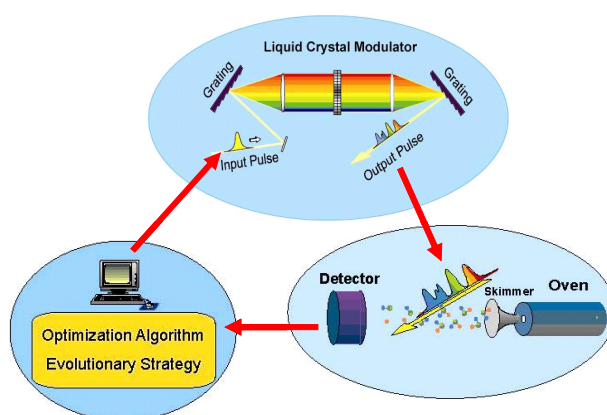 Liquid Crystal Modulator
Grating
Grating
Input Pulse
Output Pulse
Detector
Skimmer
Oven
Optimization Algorithm
Evolutionary Strategy